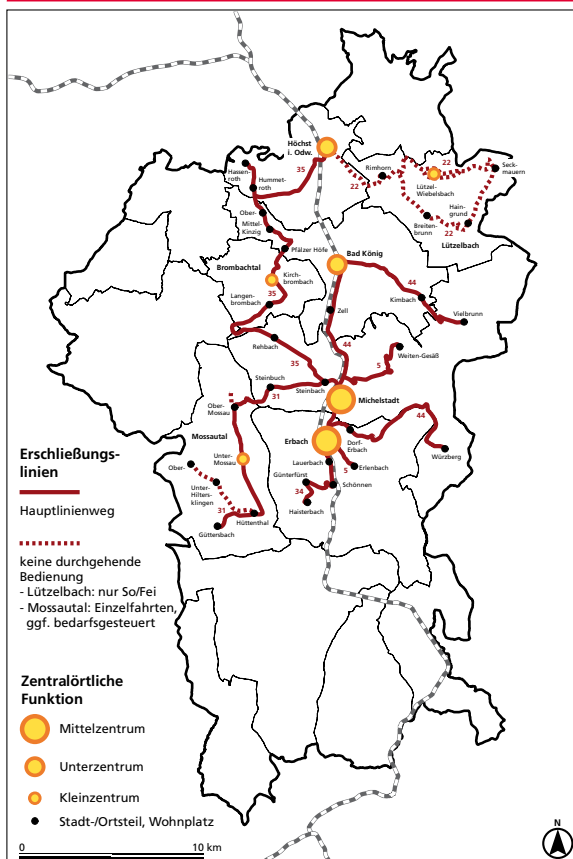 Höchst
i. Odw.
Hassen-
roth
Hummet-
roth
35
Rimhorn
22
22
Seck-
mauern
Lützel-
Wiebelsbach
22
Hain-
grund
Breiten-
brunn
22
Lützelbach
Ober-
Mittel-
Kinzig
Pfälzer Höfe
Bad König
Brombachtal
Kirch-
brombach
35
44
Kimbach
Langen-
brombach
Vielbrunn
Zell
Rehbach
44
Weiten-Gesäß
5
35
Steinbuch
Steinbach
31
Michelstadt
Ober-
Mossau
44
Mossautal
Erbach
Dorf-
Erbach
Würzberg
Unter-
Mossau
Lauerbach
5
Erlenbach
Ober-
Günterfürst
Schönnen
Unter-
Hilters-
klingen
34
Haisterbach
31
Hüttenthal
Güttersbach
Erschließungs-
linien
Hauptlinienweg
keine durchgehende
Bedienung
- Lützelbach: nur So/Fei
- Mossautal: Einzelfahrten,
ggf. bedarfsgesteuert
Zentralörtliche
Funktion
Mittelzentrum
Unterzentrum
Kleinzentrum
Stadt-/Ortsteil, Wohnplatz
0 10 km
N